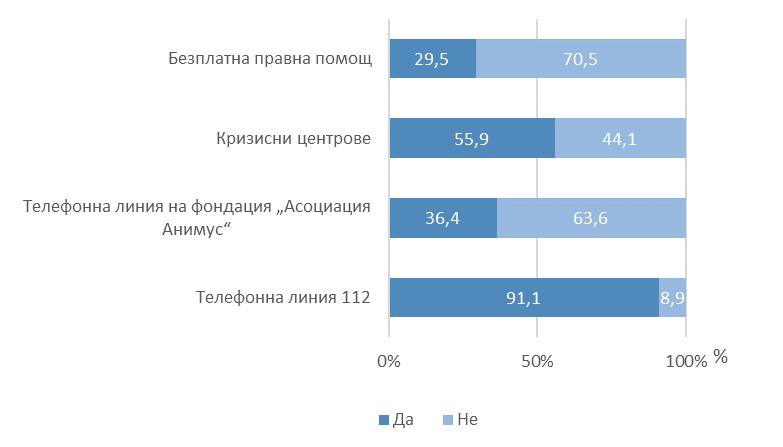 Безплатна правна помощ
29,5
70,5
Кризисни центрове
55,9
44,1
Телефонна линия на фондация „Асоциация
Анимус“
36,4
63,6
Телефонна линия 112
91,1
8,9
0%
50%
100%
%
Да
Не